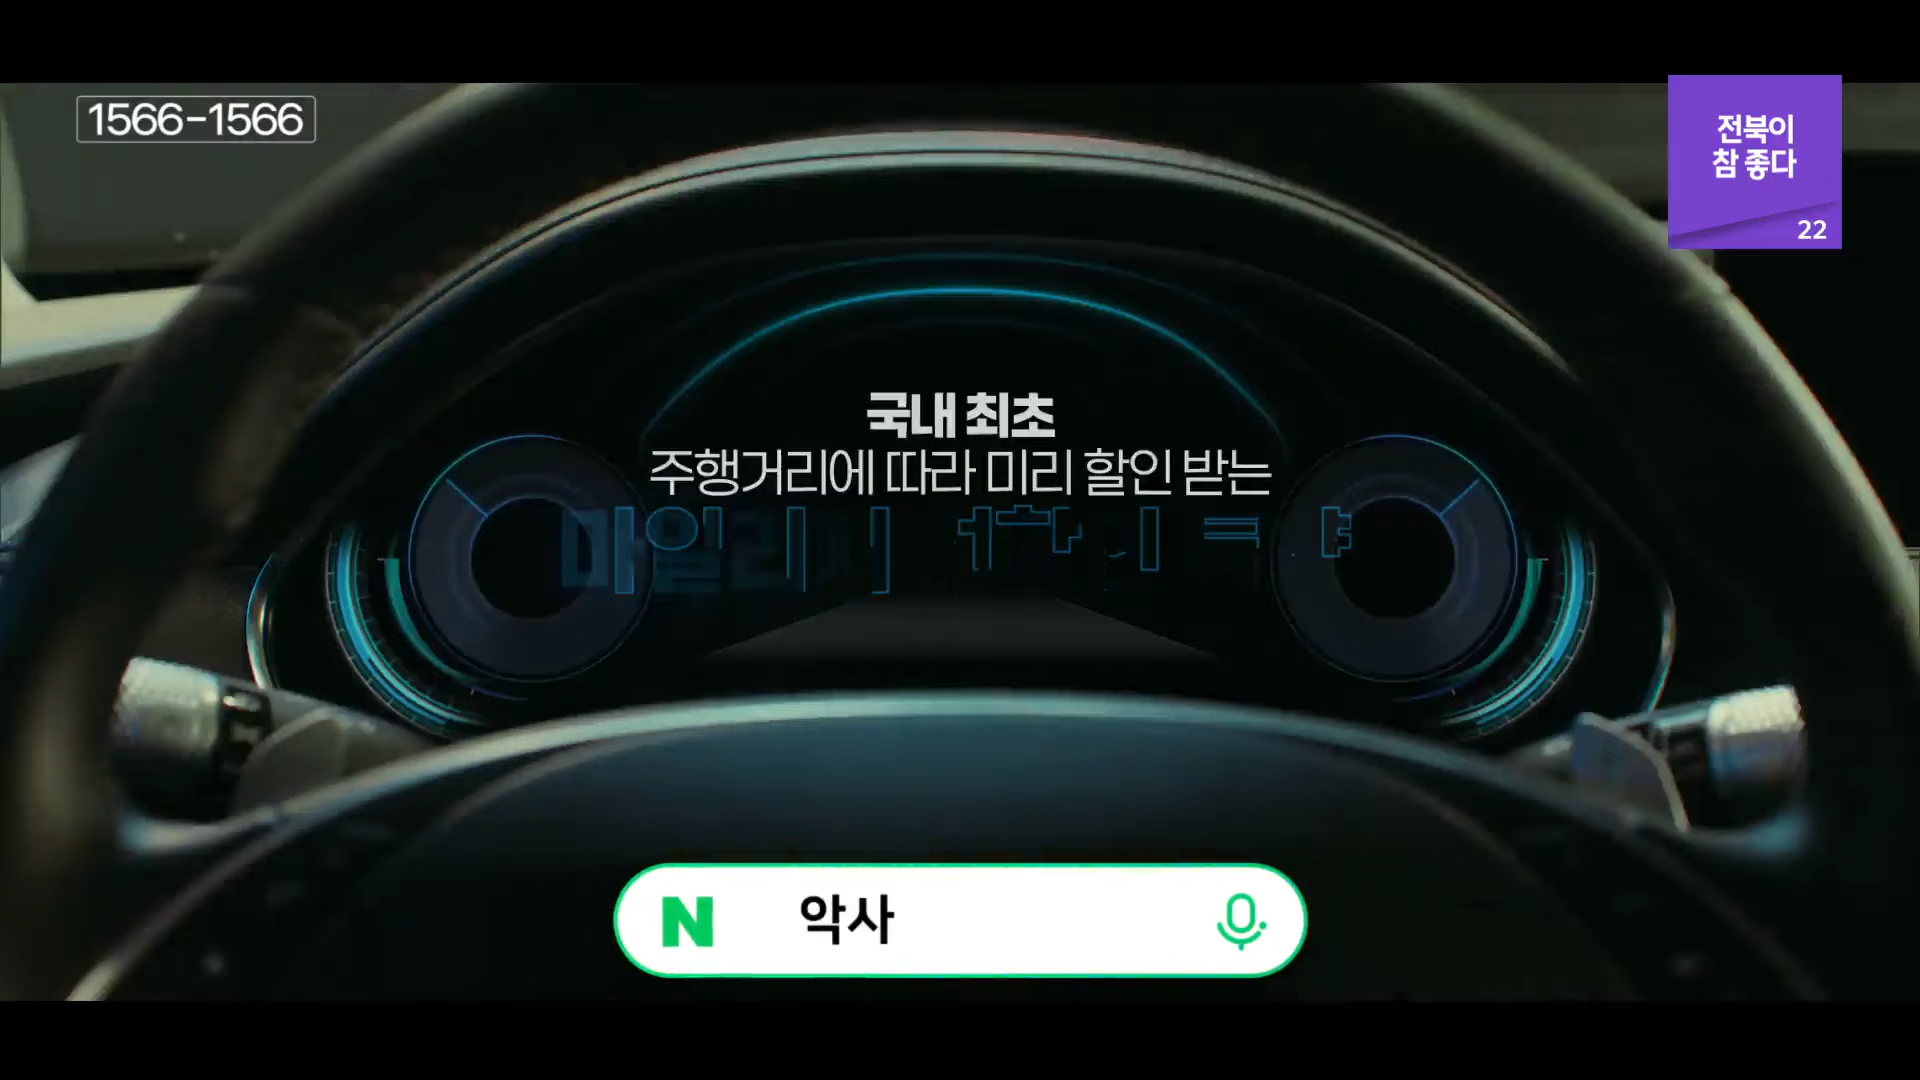 1566-1566
전북이
참 좋다
22
국내 최초
주행거리에 따라 미리 할인 받는
N 악사